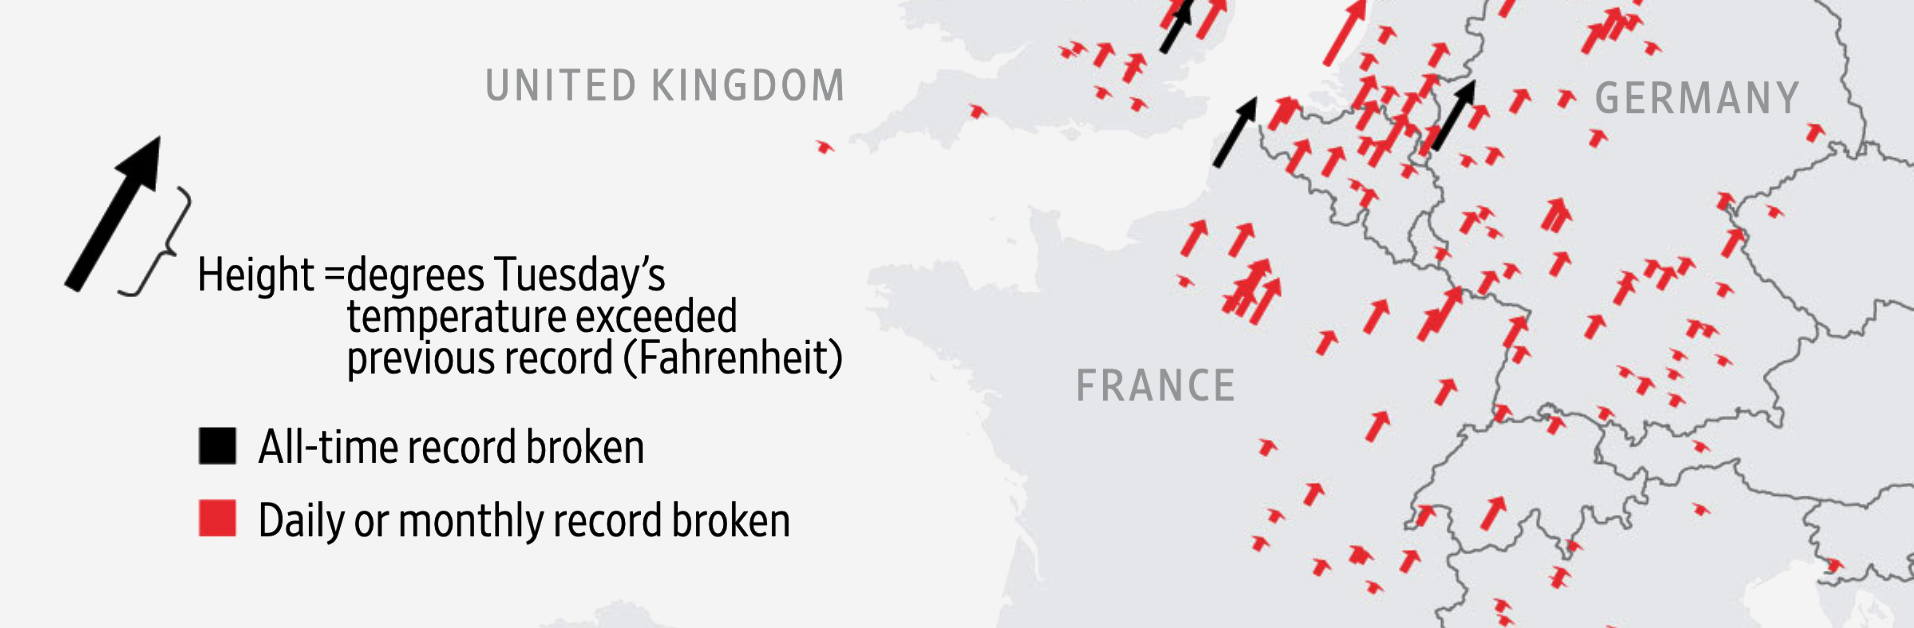 UNITED KINGDOM
GERMANY
Height =degrees Tuesday’s
temperature exceeded
previous record (Fahrenheit)
FRANCE
All-time record broken
Daily or monthly record broken